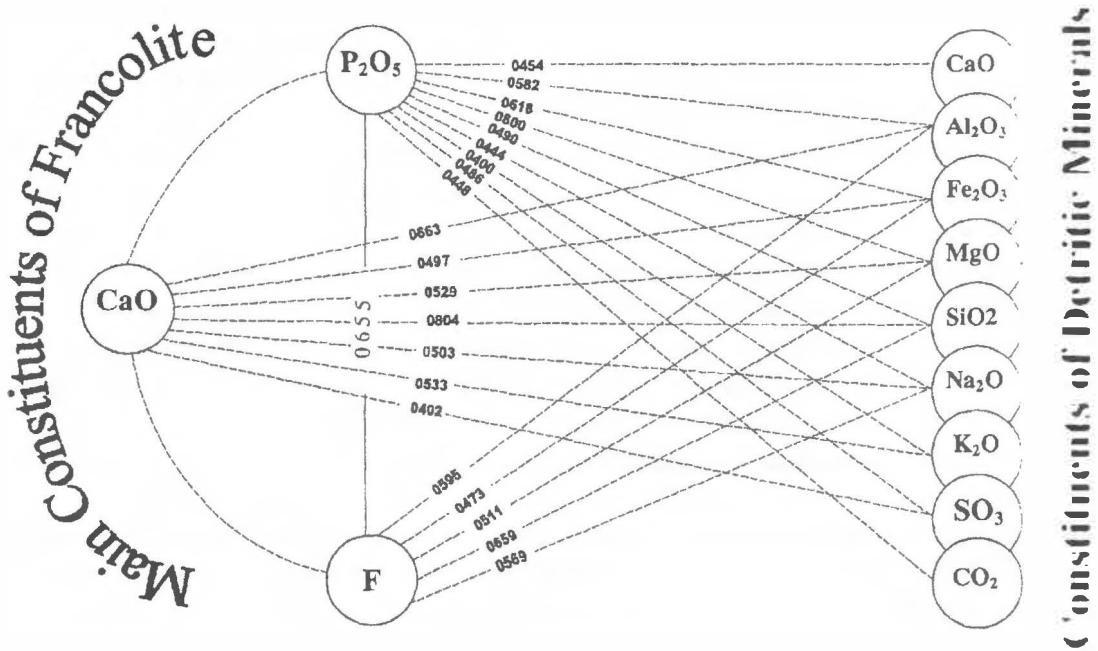 Main Constituents of Francolite
P₂O₅
CaO
F
0454
0582
0618
0800
0490
0444
0400
0486
0448
0663
0497
0529
0804
0503
0533
0402
0655
0595
0473
0511
0659
0569
CaO
Al₂O₃
Fe₂O₃
MgO
SiO2
Na₂O
K₂O
SO₃
CO₂
Constituents of Detritic Minerals